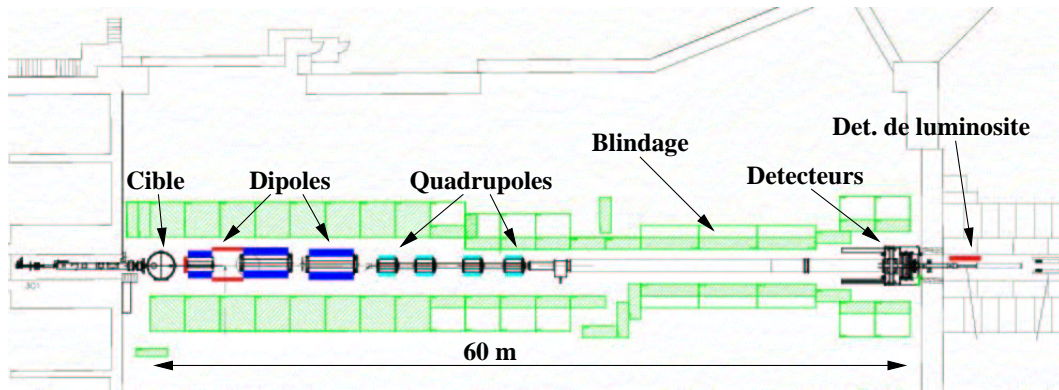 Det. de luminosite
Blindage
Detecteurs
Cible
Dipoles
Quadrupoles
60 m